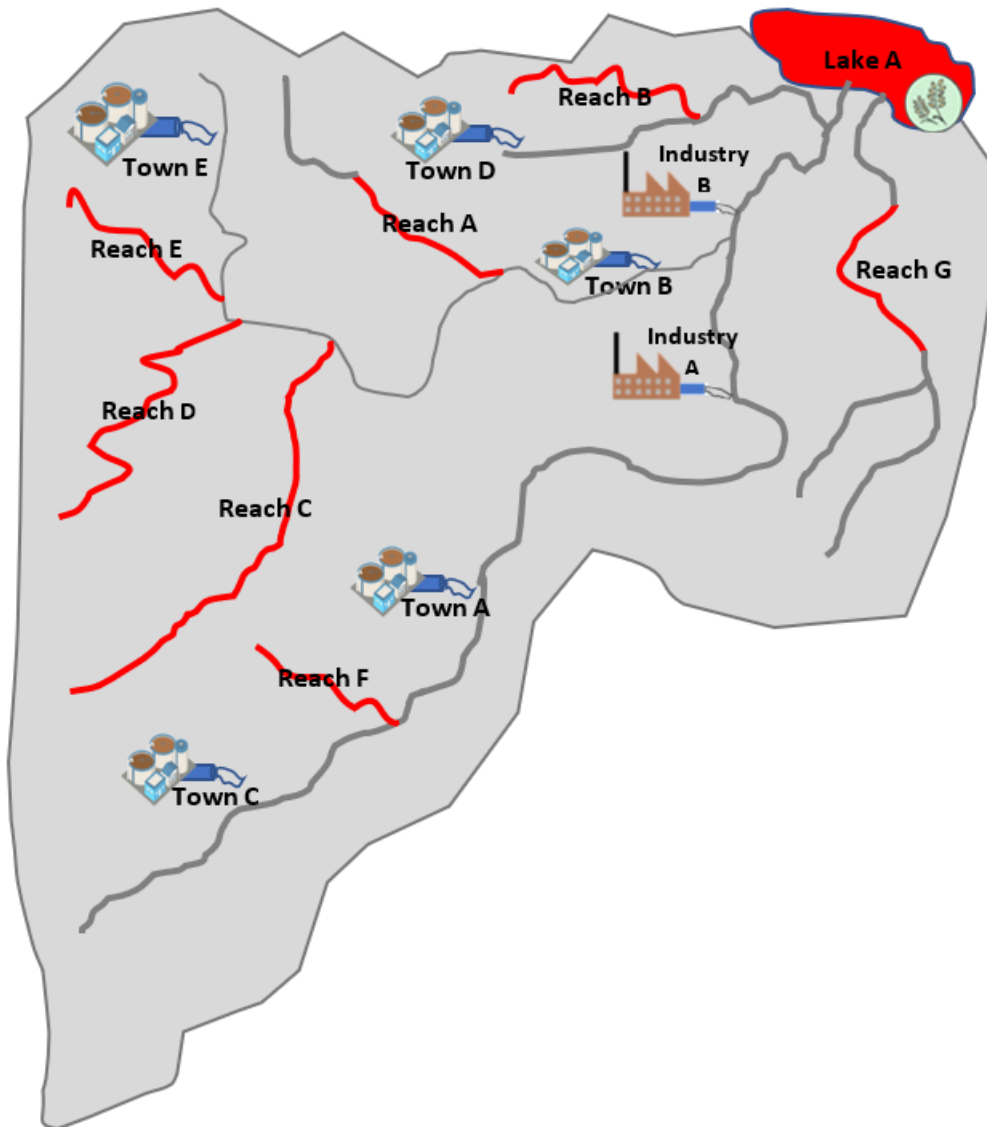 Lake A
Reach B
Town E
Town D
Industry
B
Reach A
Reach E
Reach G
Town B
Industry
A
Reach D
Reach C
Town A
Reach F
Town C